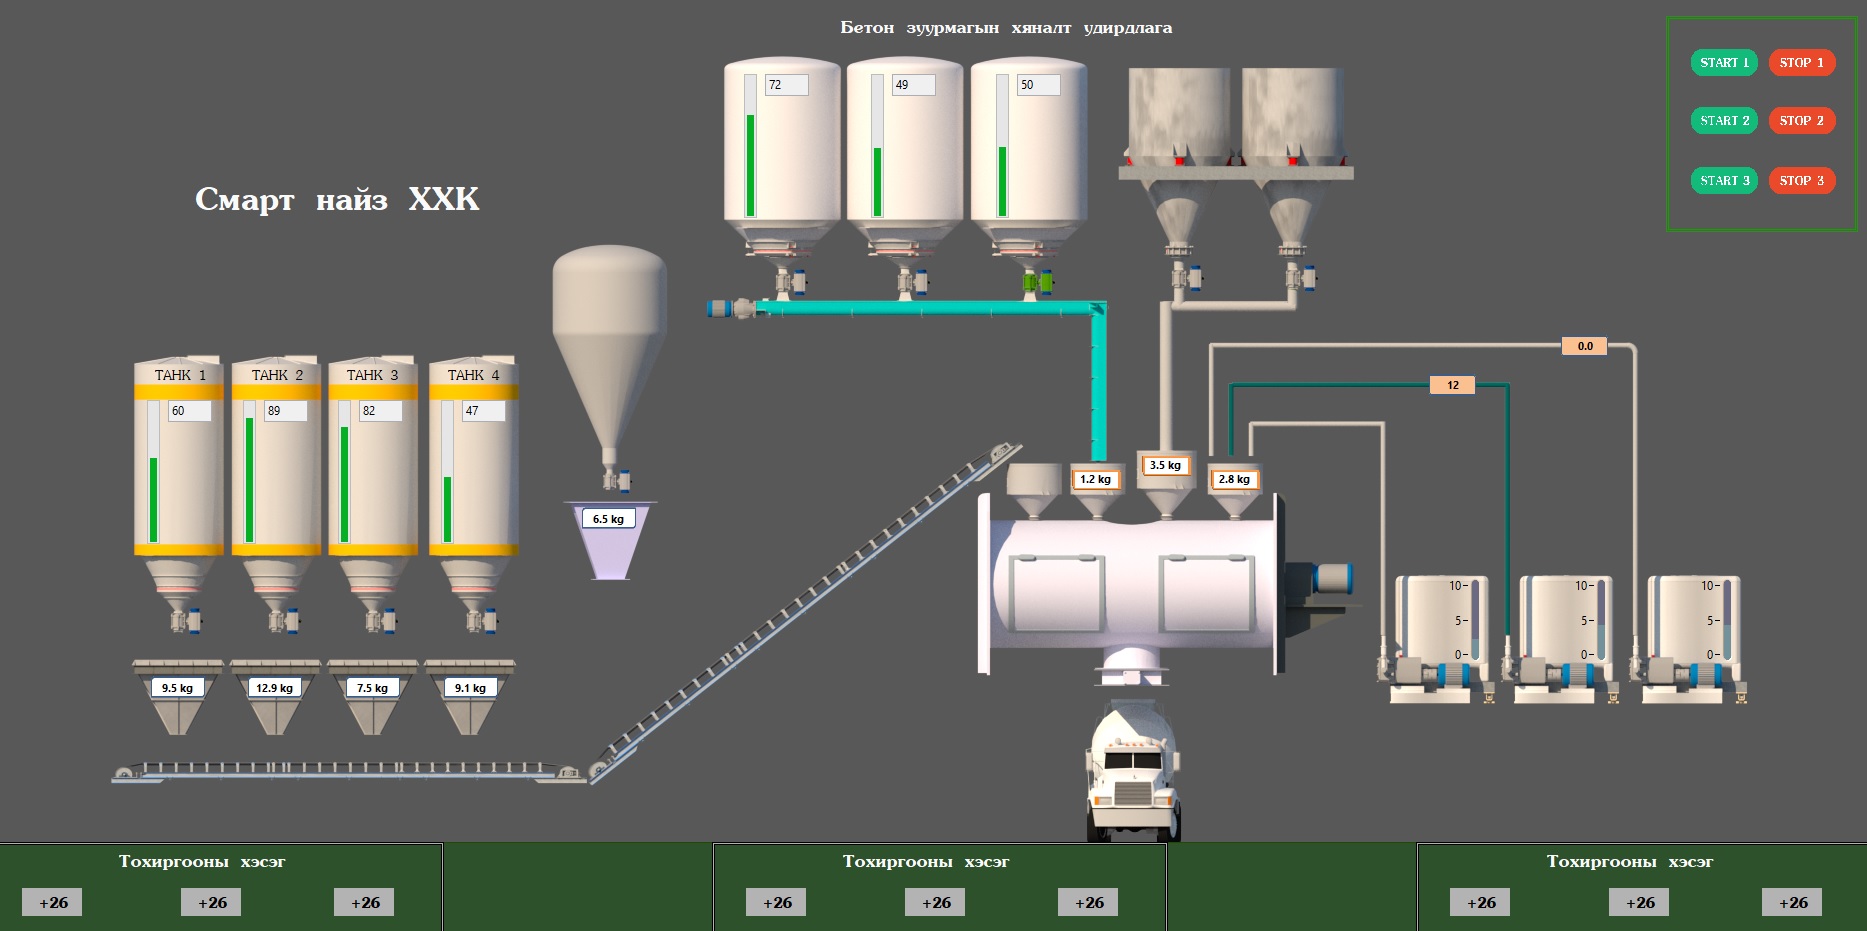 Бетон зуурмагын хяналт удирдлага
START 1 STOP 1
START 2 STOP 2
START 3 STOP 3
72 49 50
Смарт найз ХХК
0.0
12
ТАНК 1 ТАНК 2 ТАНК 3 ТАНК 4
60 89 82 47
1.2 kg 3.5 kg 2.8 kg
6.5 kg
10 10 10
5 5 5
0 0 0
9.5 kg 12.9 kg 7.5 kg 9.1 kg
Тохиргооны хэсэг
+26 +26 +26
Тохиргооны хэсэг
+26 +26 +26
Тохиргооны хэсэг
+26 +26 +26